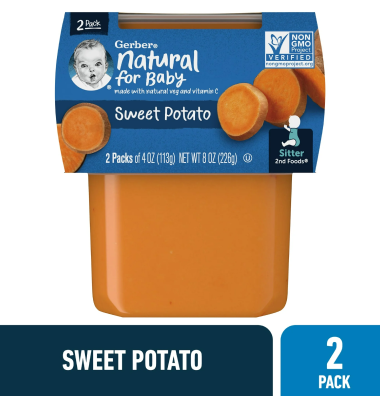 2 Pack
Gerber®
Natural
for Baby
made with natural veg and vitamin C
Sweet Potato
2 Packs of 4 OZ (113g) NET WT 8 OZ (226g) U
NON
GMO
Project
VERIFIED
nongmoproject.org
Sitter
2nd Foods®
SWEET POTATO
2
PACK